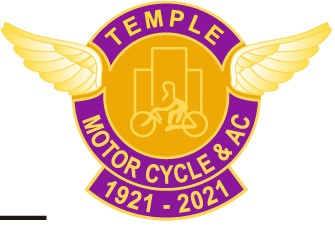 TEMPLE
MOTOR CYCLE & AC
1921 - 2021